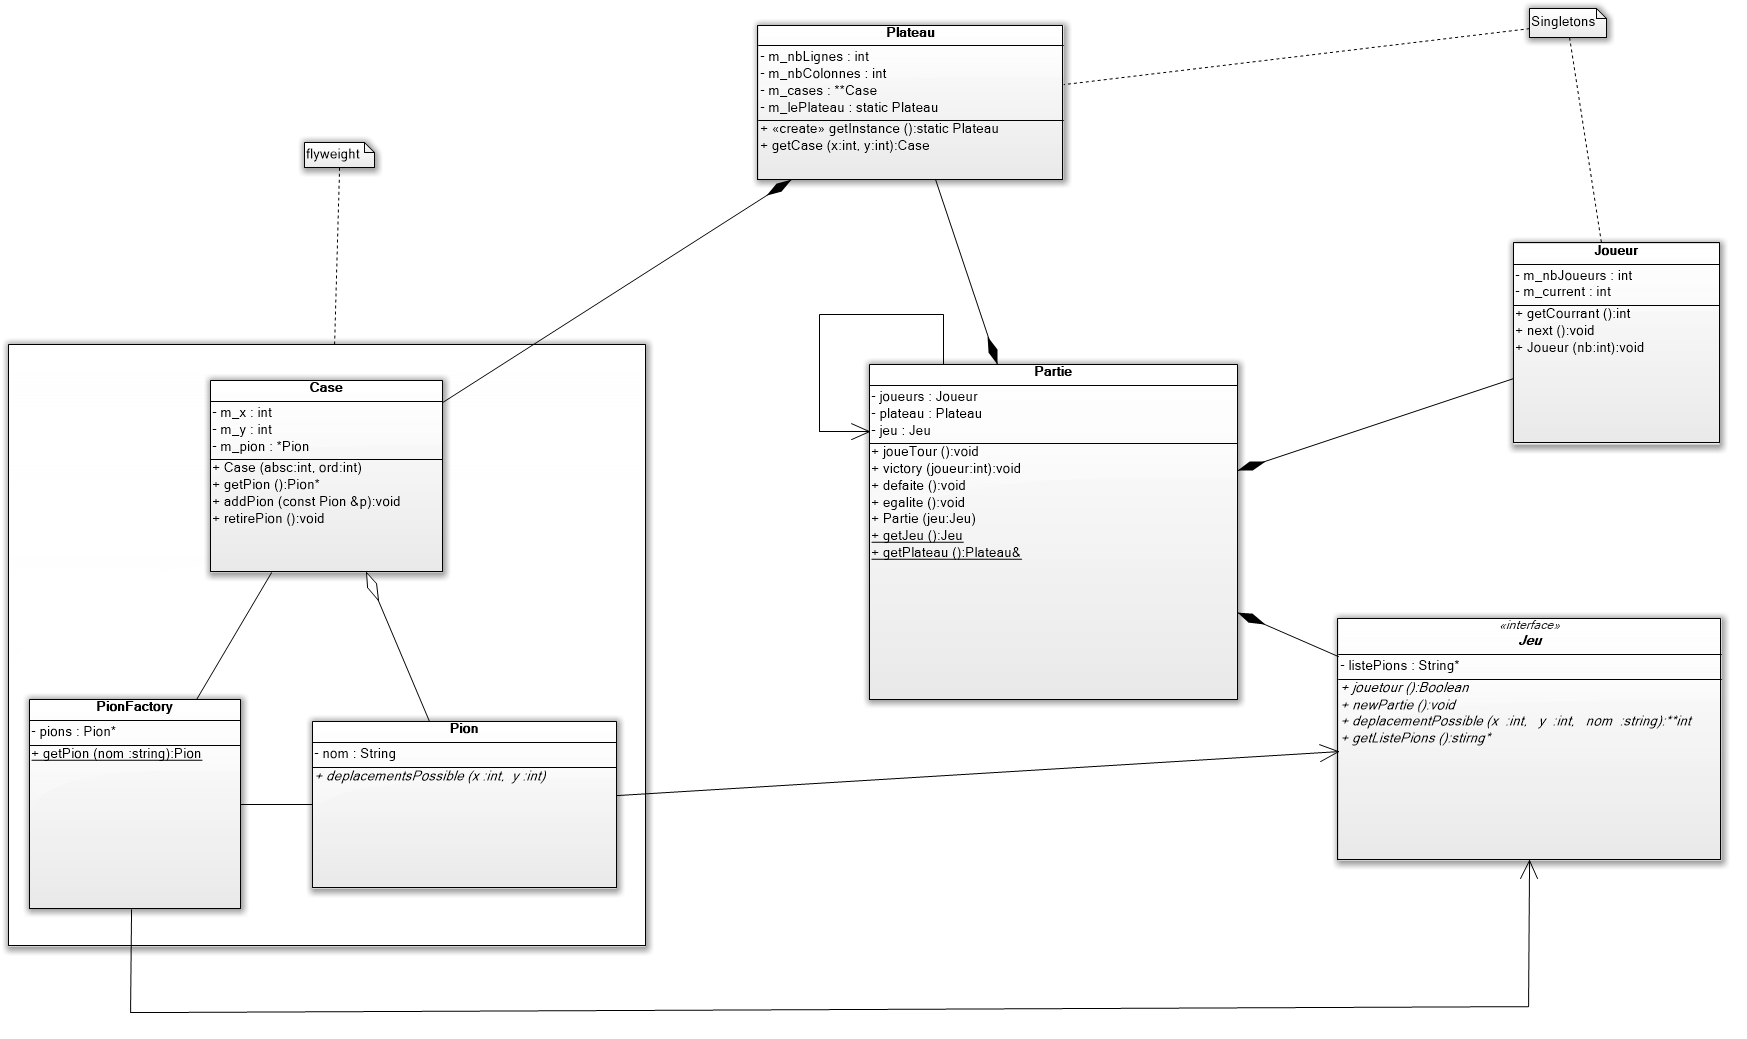 Singletons
Plateau
- m_nbLignes : int
- m_nbColonnes : int
- m_cases : **Case
- m_lePlateau : static Plateau
+ «create» getInstance ():static Plateau
+ getCase (x:int, y:int):Case
flyweight
Joueur
- m_nbJoueurs : int
- m_current : int
+ getCourrant ():int
+ next ():void
+ Joueur (nb:int):void
Case
- m_x : int
- m_y : int
- m_pion : *Pion
+ Case (absc:int, ord:int)
+ getPion ():Pion*
+ addPion (const Pion &p):void
+ retirePion ():void
Partie
- joueurs : Joueur
- plateau : Plateau
- jeu : Jeu
+ joueTour ():void
+ victory (joueur:int):void
+ defaite ():void
+ egalite ():void
+ Partie (jeu:Jeu)
+ getJeu ():Jeu
+ getPlateau ():Plateau&
«interface»
Jeu
- listePions : String*
+ jouetour ():Boolean
+ newPartie ():void
+ deplacementPossible (x :int, y :int, nom :string):**int
+ getListePions ():stirng*
PionFactory
- pions : Pion*
+ getPion (nom :string):Pion
Pion
- nom : String
+ deplacementsPossible (x :int, y :int)